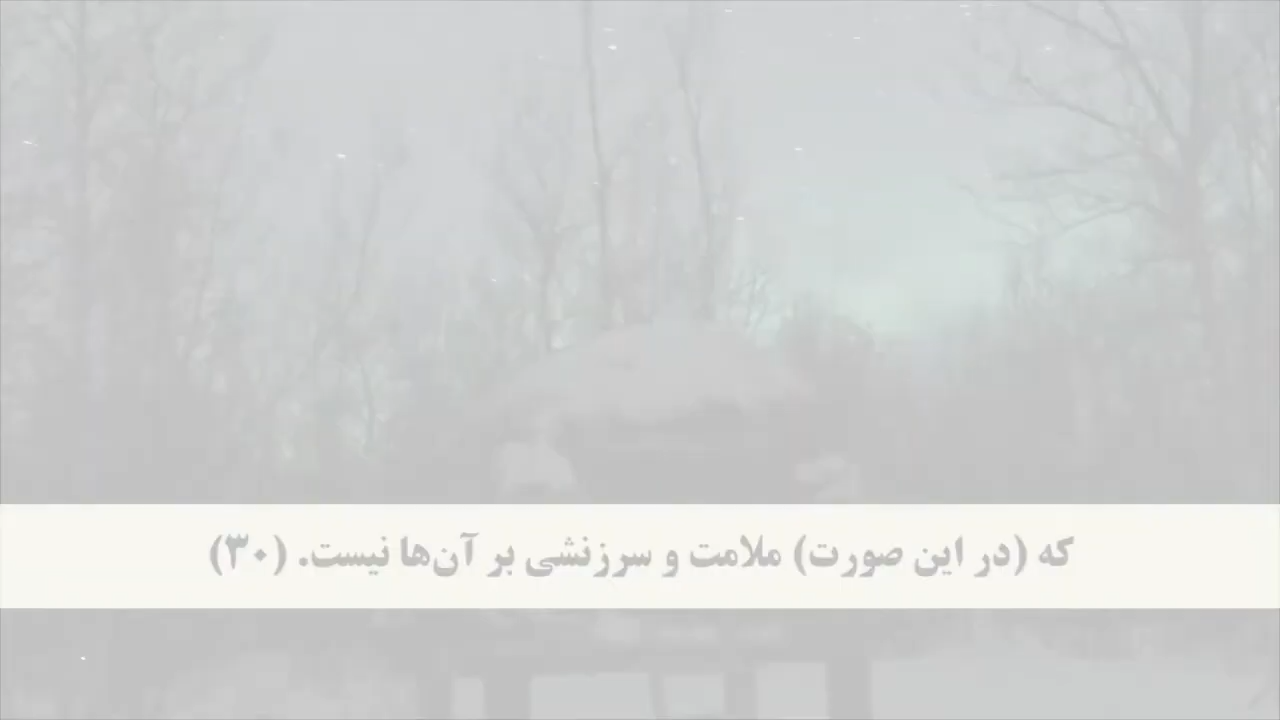 که (در این صورت) ملامت و سرزنشی بر آن‌ها نیست. (۳۰)